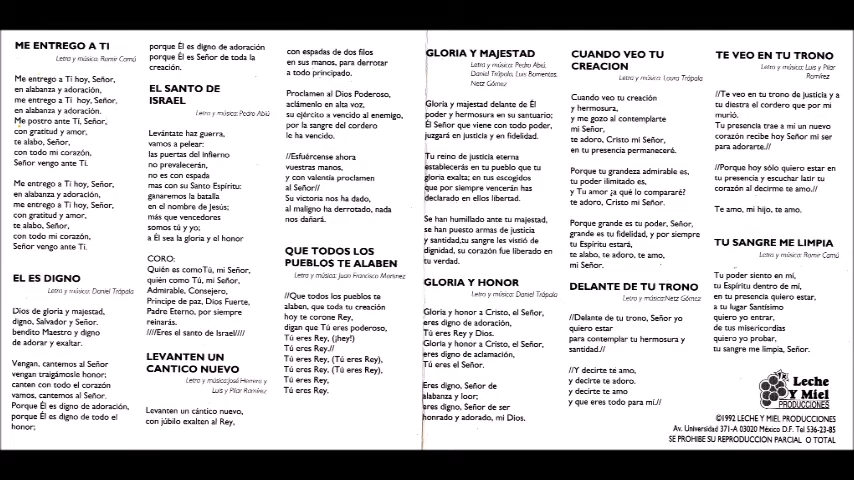 ME ENTREGO A TI
Letra y música: Ramir Camú
Me entrego a Ti hoy, Señor,
en alabanza y adoración,
me entrego a Ti hoy, Señor,
en alabanza y adoración.
Me postro ante Tí, Señor,
con gratitud y amor,
te alabo, Señor,
con todo mi corazón,
Señor vengo ante Ti.
Me entrego a Ti hoy, Señor,
en alabanza y adoración,
me entrego a Ti hoy, Señor,
con gratitud y amor,
te alabo, Señor,
con todo mi corazón,
Señor vengo ante Ti.
EL ES DIGNO
Letra y música: Daniel Trápala
Dios de gloria y majestad,
digno, Salvador y Señor.
bendito Maestro y digno
de adorar y exaltar.
Vengan, cantemos al Señor
vengan traigámosle honor;
canten con todo el corazón
vamos, cantemos al Señor.
Porque Él es digno de adoración,
porque Él es digno de todo el
honor;
porque Él es digno de adoración
porque Él es Señor de toda la
creación.
EL SANTO DE
ISRAEL
Letra y música: Pedro Abiú
Levántate haz guerra,
vamos a pelear:
las puertas del infierno
no prevalecerán,
no es con espada
mas con su Santo Espíritu:
ganaremos la batalla
en el nombre de Jesús;
más que vencedores
somos tú y yo;
a Él sea la gloria y el honor
CORO:
Quién es comoTú, mi Señor,
quién como Tú, mi Señor,
Admirable, Consejero,
Príncipe de paz, Dios Fuerte,
Padre Eterno, por siempre
reinarás.
////Eres el santo de Israel////
LEVANTEN UN
CANTICO NUEVO
Letra y música:José Herrera y
Luis y Pilar Ramírez
Levanten un cántico nuevo,
con júbilo exalten al Rey,
con espadas de dos filos
en sus manos, para derrotar
a todo principado.
Proclamen al Dios Poderoso,
aclámenlo en alta voz,
su ejército a vencido al enemigo,
por la sangre del cordero
le ha vencido.
//Esfuércense ahora
vuestras manos,
y con valentía proclamen
al Señor//
Su victoria nos ha dado,
al maligno ha derrotado, nada
nos dañará.
QUE TODOS LOS
PUEBLOS TE ALABEN
Letra y música: Juan Francisco Martínez
//Que todos los pueblos te
alaben, que toda tu creación
hoy te corone Rey,
digan que Tú eres poderoso,
Tú eres Rey, (¡hey!)
Tú eres Rey.//
Tú eres Rey, (Tú eres Rey),
Tú eres Rey, (Tú eres Rey),
Tú eres Rey,
Tú eres Rey.
GLORIA Y MAJESTAD
Letra y música: Pedro Abiú,
Daniel Trápala, Luis Barrientos,
Netz Gómez
Gloria y majestad delante de Él
poder y hermosura en su santuario;
Él Señor que viene con todo poder,
juzgará en justicia y en fidelidad.
Tu reino de justicia eterna
establecerás en tu pueblo que tu
gloria exalta; en tus escogidos
que por siempre vencerán has
declarado en ellos libertad.
Se han humillado ante tu majestad,
se han puesto armas de justicia
y santidad,tu sangre les vistió de
dignidad, su corazón fue liberado en
tu verdad.
GLORIA Y HONOR
Letra y música: Daniel Trápala
Gloria y honor a Cristo, el Señor,
eres digno de adoración,
Tú eres Rey y Dios.
Gloria y honor a Cristo, el Señor,
eres digno de aclamación,
Tú eres el Señor.
Eres digno, Señor de
alabanza y loor;
eres digno, Señor de ser
honrado y adorado, mi Dios.
CUANDO VEO TU
CREACION
Letra y música: Laura Trápala
Cuando veo tu creación
y hermosura,
y me gozo al contemplarte
mi Señor,
te adoro, Cristo mi Señor,
en tu presencia permaneceré.
Porque tu grandeza admirable es,
tu poder ilimitado es,
y Tu amor ¿a qué lo compararé?
te adoro, Cristo mi Señor.
Porque grande es tu poder, Señor,
grande es tu fidelidad, y por siempre
tu Espíritu estará,
te alabo, te adoro, te amo,
mi Señor.
DELANTE DE TU TRONO
Letra y música:Netz Gómez
//Delante de tu trono, Señor yo
quiero estar
para contemplar tu hermosura y
santidad.//
//Y decirte te amo,
y decirte te adoro.
y decirte te amo
y que eres todo para mí.//
TE VEO EN TU TRONO
Letra y música: Luis y Pilar
Ramírez
//Te veo en tu trono de justicia y a
tu diestra el cordero que por mi
murió.
Tu presencia trae a mi un nuevo
corazón recibe hoy Señor mi ser
para adorarte.//
//Porque hoy sólo quiero estar en
tu presencia y escuchar latir tu
corazón al decirme te amo.//
Te amo, mi hijo, te amo.
TU SANGRE ME LIMPIA
Letra y música: Ramir Camú
Tu poder siento en mí,
tu Espíritu dentro de mí,
en tu presencia quiero estar,
a tu lugar Santísimo
quiero yo entrar,
de tus misericordias
quiero yo probar,
tu sangre me limpia, Señor.
Leche
Y Miel
PRODUCCIONES
©1992 LECHE Y MIEL PRODUCCIONES
Av. Universidad 371-A 03020 México D.F. Tel 536-23-85
SE PROHIBE SU REPRODUCCION PARCIAL O TOTAL